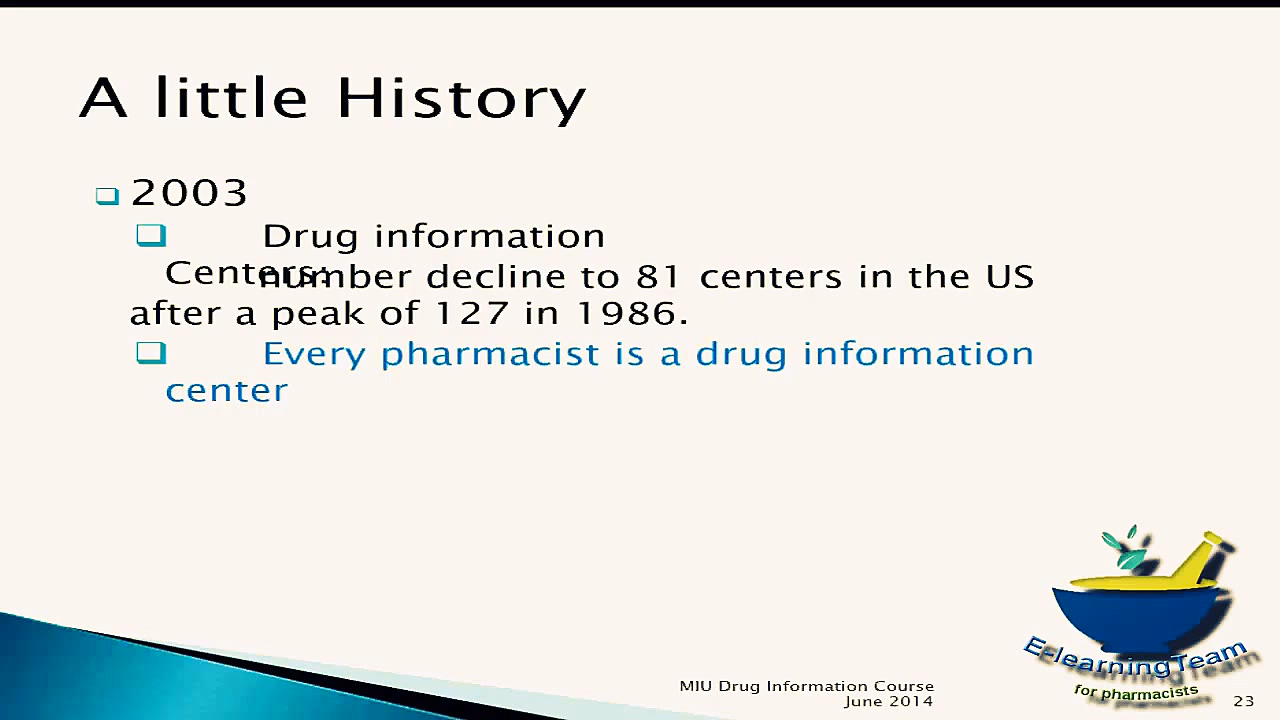 A little History
2003
Drug information
Centers:
number decline to 81 centers in the US
after a peak of 127 in 1986.
Every pharmacist is a drug information
center
E-learningTeam
for pharmacists
MIU Drug Information Course
June 2014
23